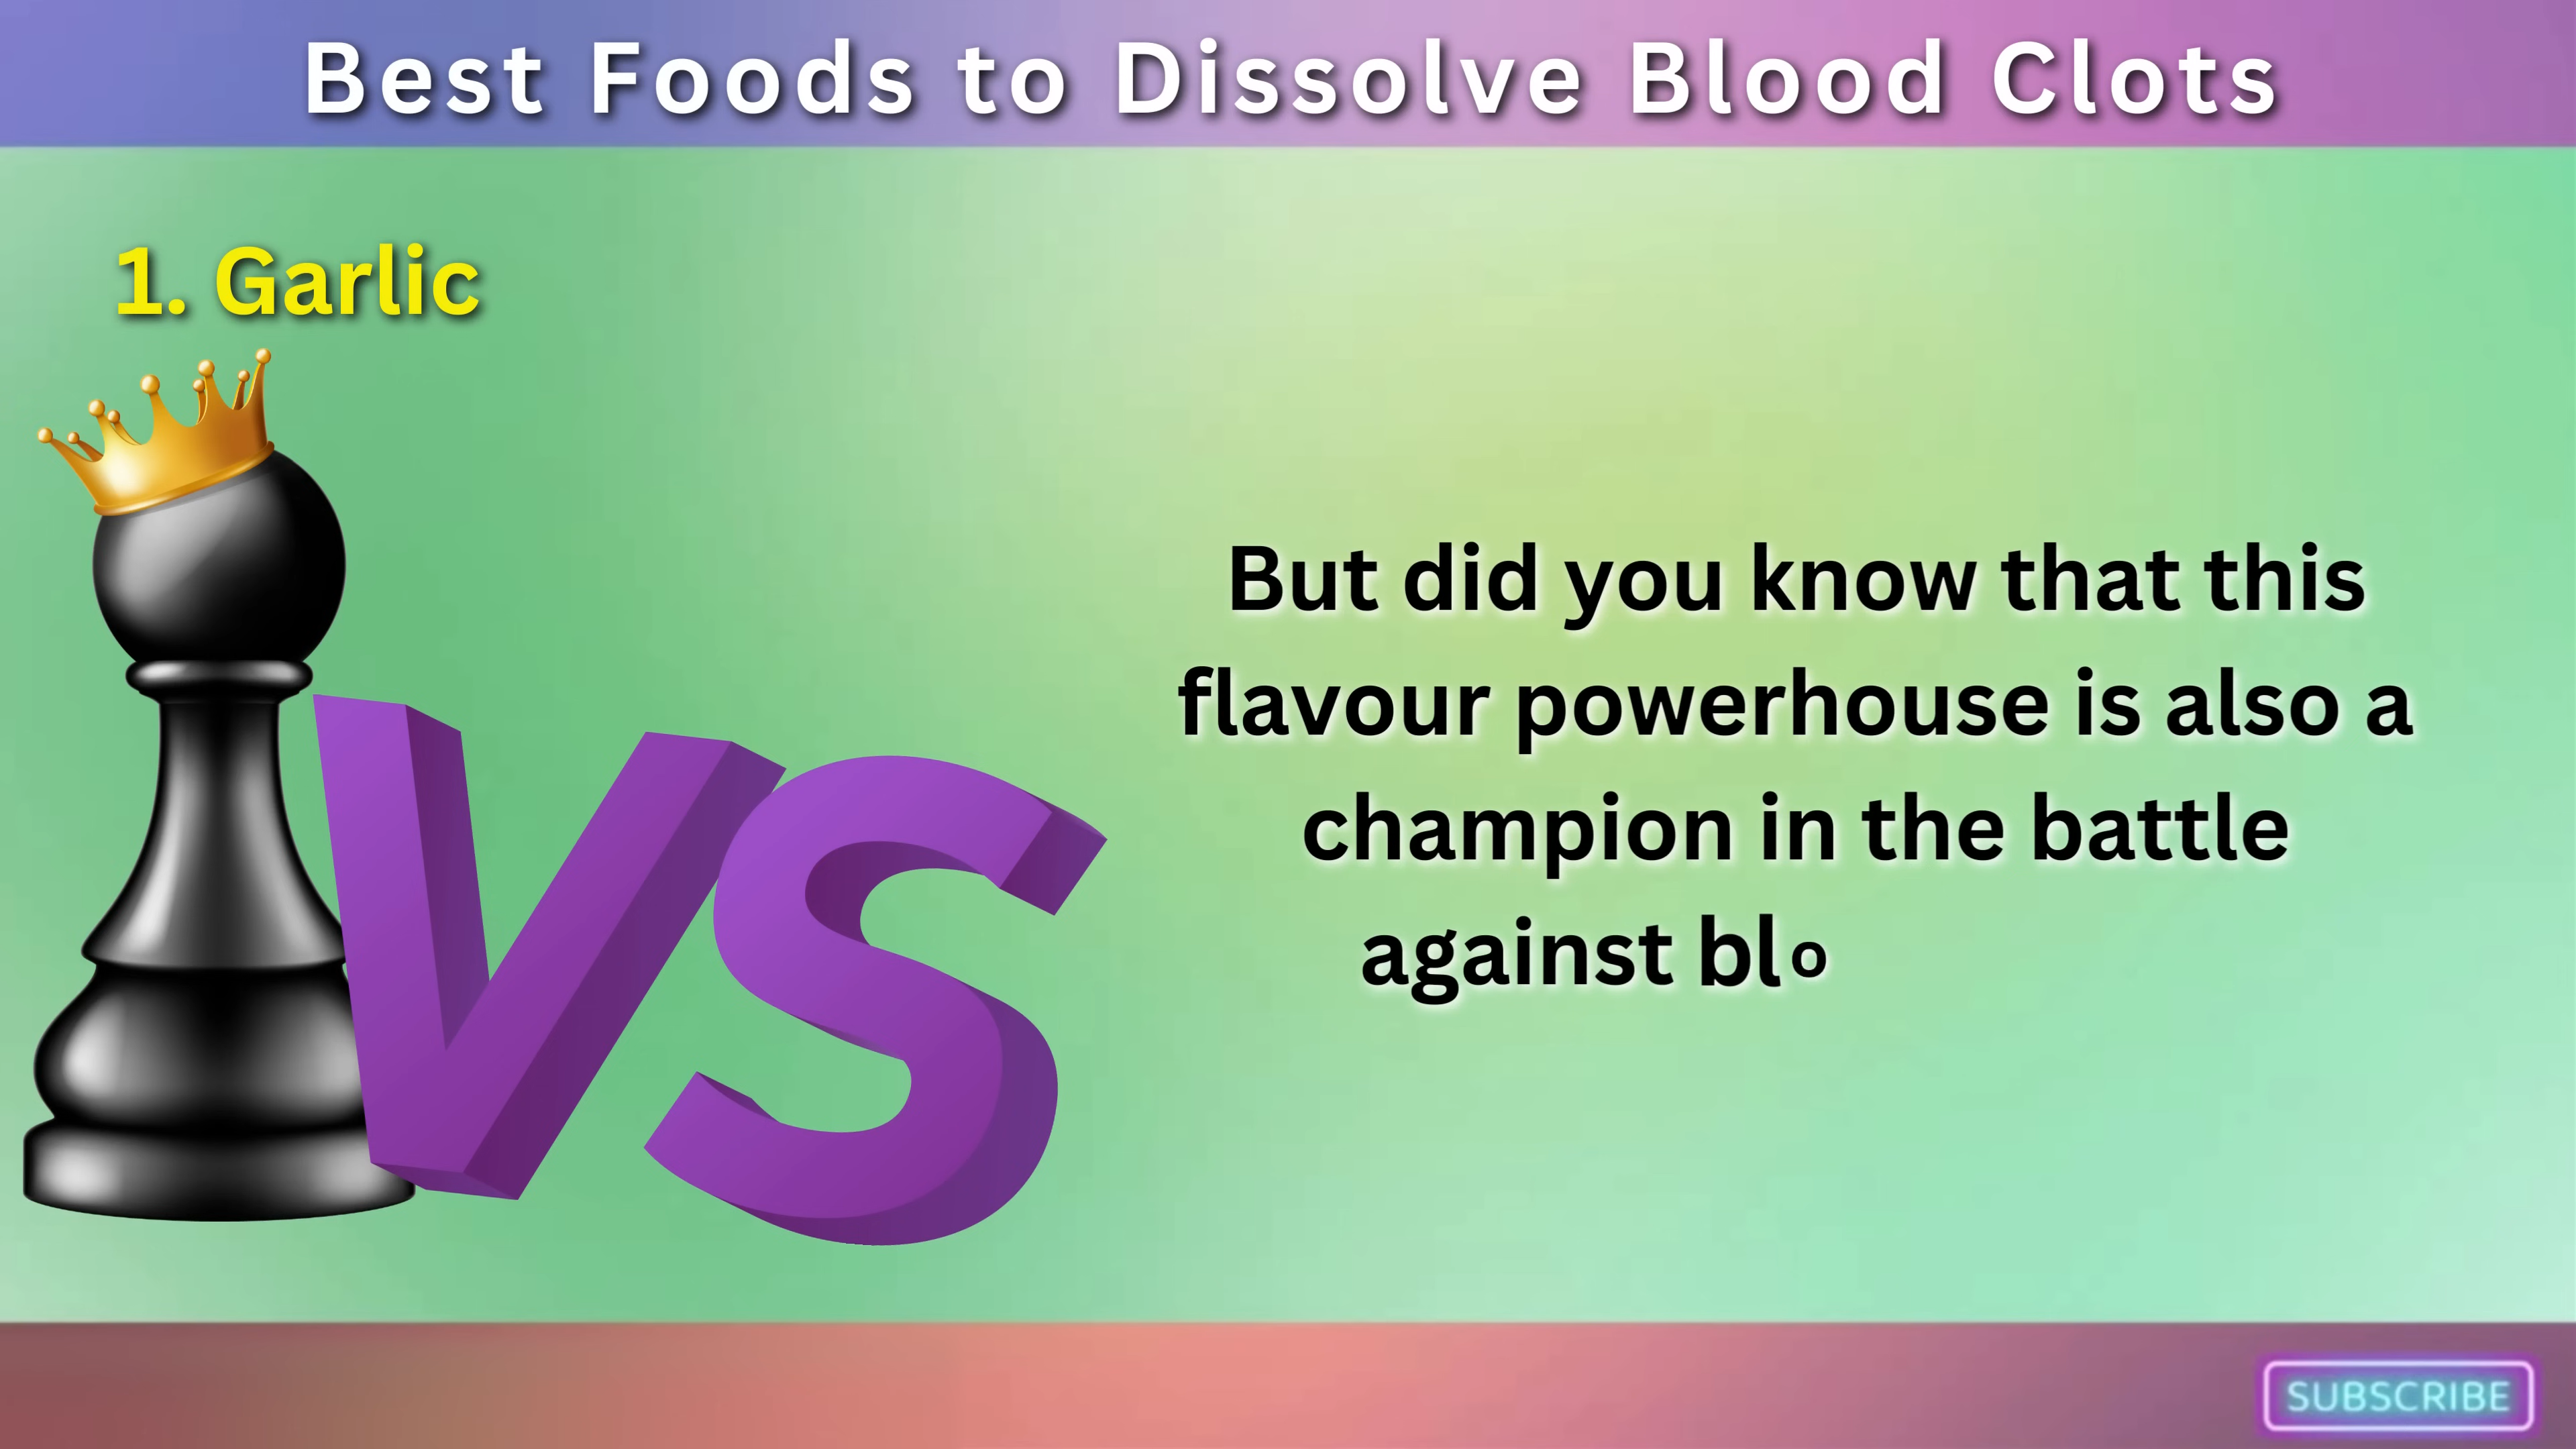 Best Foods to Dissolve Blood Clots
1. Garlic
VS
But did you know that this
flavour powerhouse is also a
champion in the battle
against blo
SUBSCRIBE